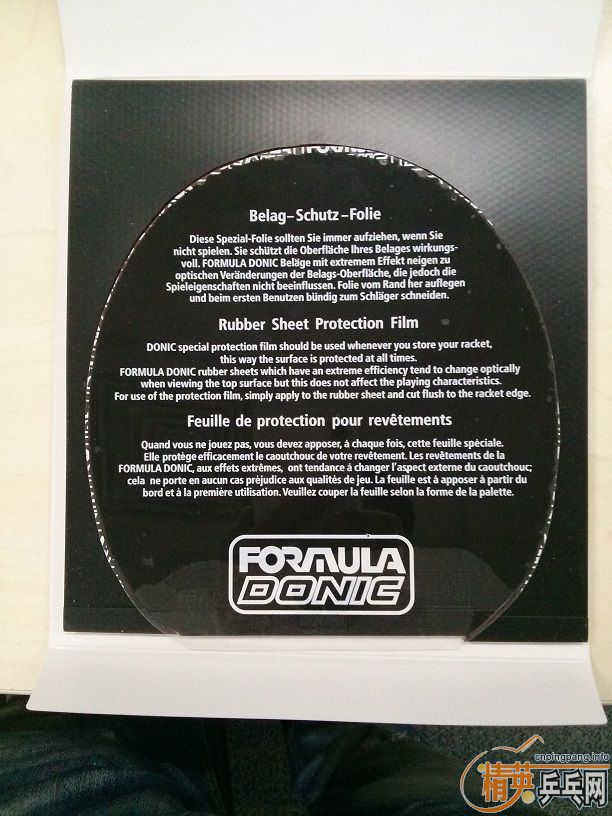 Belag-Schutz-Folie
Diese Spezial-Folie sollten Sie immer aufziehen, wenn Sie
nicht spielen. Sie schützt die Oberfläche Ihres Belages wirkungs-
voll. FORMULA DONIC Beläge mit extremem Effekt neigen zu
optischen Veränderungen der Belags-Oberfläche, die jedoch die
Spieleigenschaften nicht beeinflussen. Folie vom Rand her auflegen
und beim ersten Benutzen bündig zum Schläger schneiden.
Rubber Sheet Protection Film
DONIC special protection film should be used whenever you store your racket,
this way the surface is protected at all times.
FORMULA DONIC rubber sheets which have an extreme efficiency tend to change optically
when viewing the top surface but this does not affect the playing characteristics.
For use of the protection film, simply apply to the rubber sheet and cut flush to the racket edge.
Feuille de protection pour revêtements
Quand vous ne jouez pas, vous devez apposer, á chaque fois, cette feuille spéciale.
Elle protège efficacement le caoutchouc de votre revêtement. Les revêtements de la
FORMULA DONIC, aux effets extrêmes, ont tendance á changer l'aspect externe du caoutchouc;
cela ne porte en aucun cas prèjudice aux qualités de jeu. La feuille est á apposer á partir du
bord et á la première utilisation. Veuillez couper la feuille selon la forme de la palette.
FORMULA
DONIC
cnpingpang.info
精英乒乓网